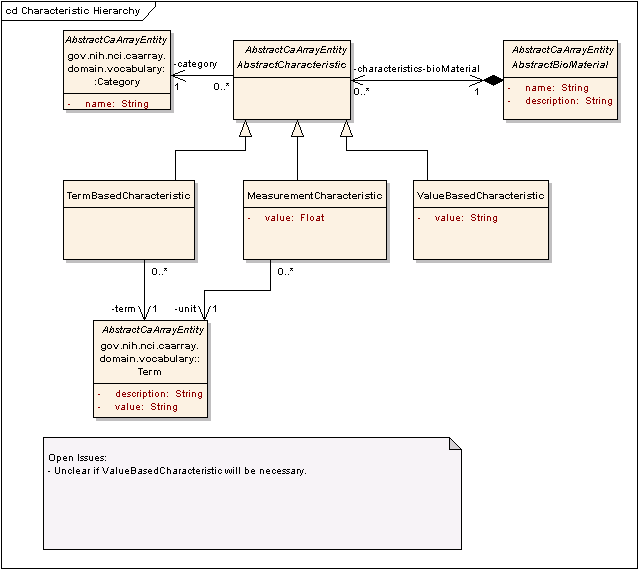 cd Characteristic Hierarchy
AbstractCaArrayEntity
gov.nih.nci.caarray.
domain.vocabulary:
:Category
- name: String
-category
1
0..*
AbstractCaArrayEntity
AbstractCharacteristic
-characteristics
-bioMaterial
0..*
1
AbstractCaArrayEntity
AbstractBioMaterial
- name: String
- description: String
TermBasedCharacteristic
MeasurementCharacteristic
- value: Float
ValueBasedCharacteristic
- value: String
0..*
0..*
-term
1
-unit
1
AbstractCaArrayEntity
gov.nih.nci.caarray.
domain.vocabulary::
Term
- description: String
- value: String
Open Issues:
- Unclear if ValueBasedCharacteristic will be necessary.